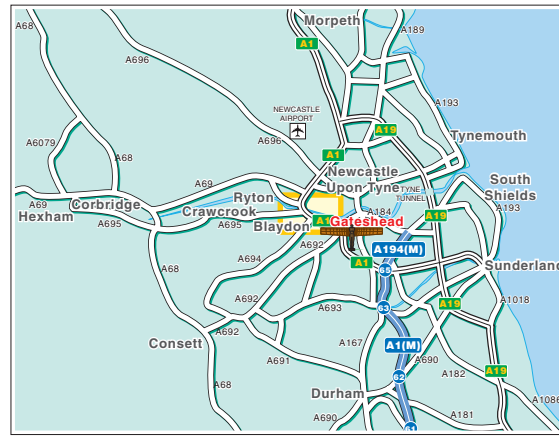 A68
Morpeth
A189
A696
A1
A193
NEWCASTLE
AIRPORT
A19
A696
Tynemouth
A6079
A1
A68
Newcastle
Upon Tyne
TYNE
TUNNEL
A69
South
Shields
Ryton
Corbridge
Crawcrook
A69
Hexham
A695
A695
Blaydon
Gateshead
A184
A19
A193
A692
A194(M)
A694
A1
65
Sunderland
A68
A692
A693
63
A19
A1018
A692
A167
A1(M)
Consett
A691
A690
A182
A19
62
A68
Durham
A1086
A690
A181
61